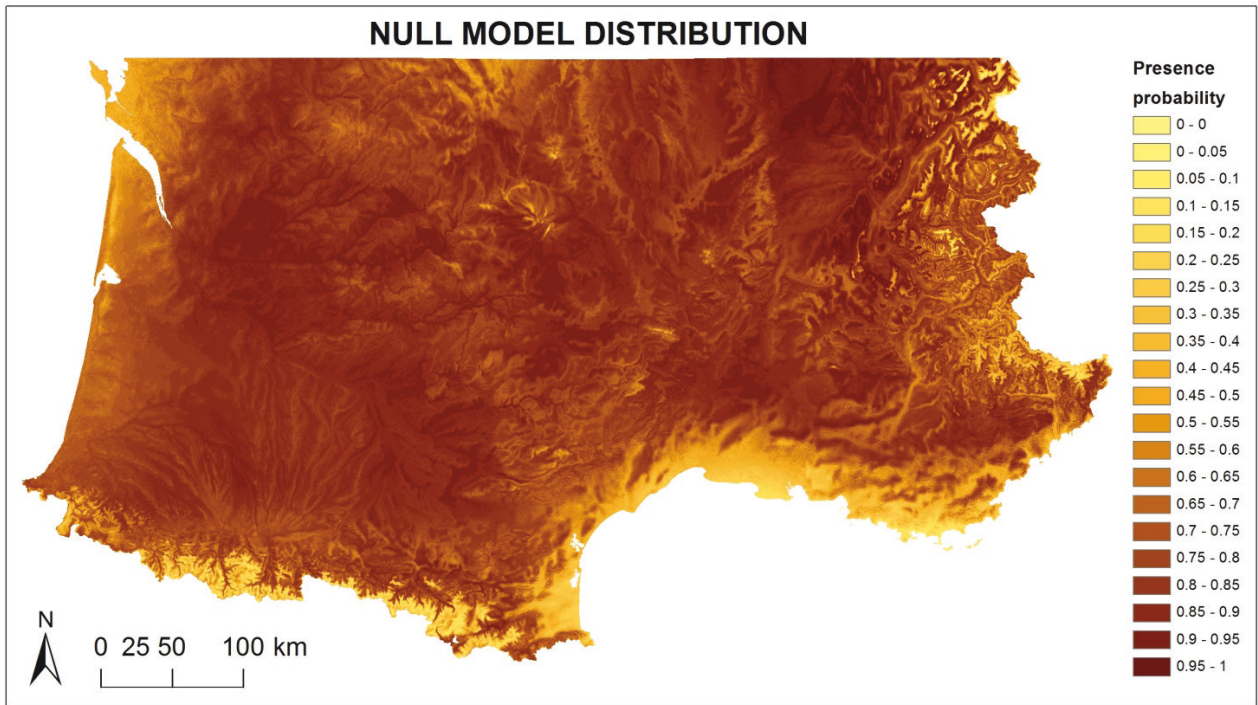 NULL MODEL DISTRIBUTION
Presence
probability
0 - 0
0 - 0.05
0.05 - 0.1
0.1 - 0.15
0.15 - 0.2
0.2 - 0.25
0.25 - 0.3
0.3 - 0.35
0.35 - 0.4
0.4 - 0.45
0.45 - 0.5
0.5 - 0.55
0.55 - 0.6
0.6 - 0.65
0.65 - 0.7
0.7 - 0.75
0.75 - 0.8
0.8 - 0.85
0.85 - 0.9
0.9 - 0.95
0.95 - 1
N
0 25 50 100 km